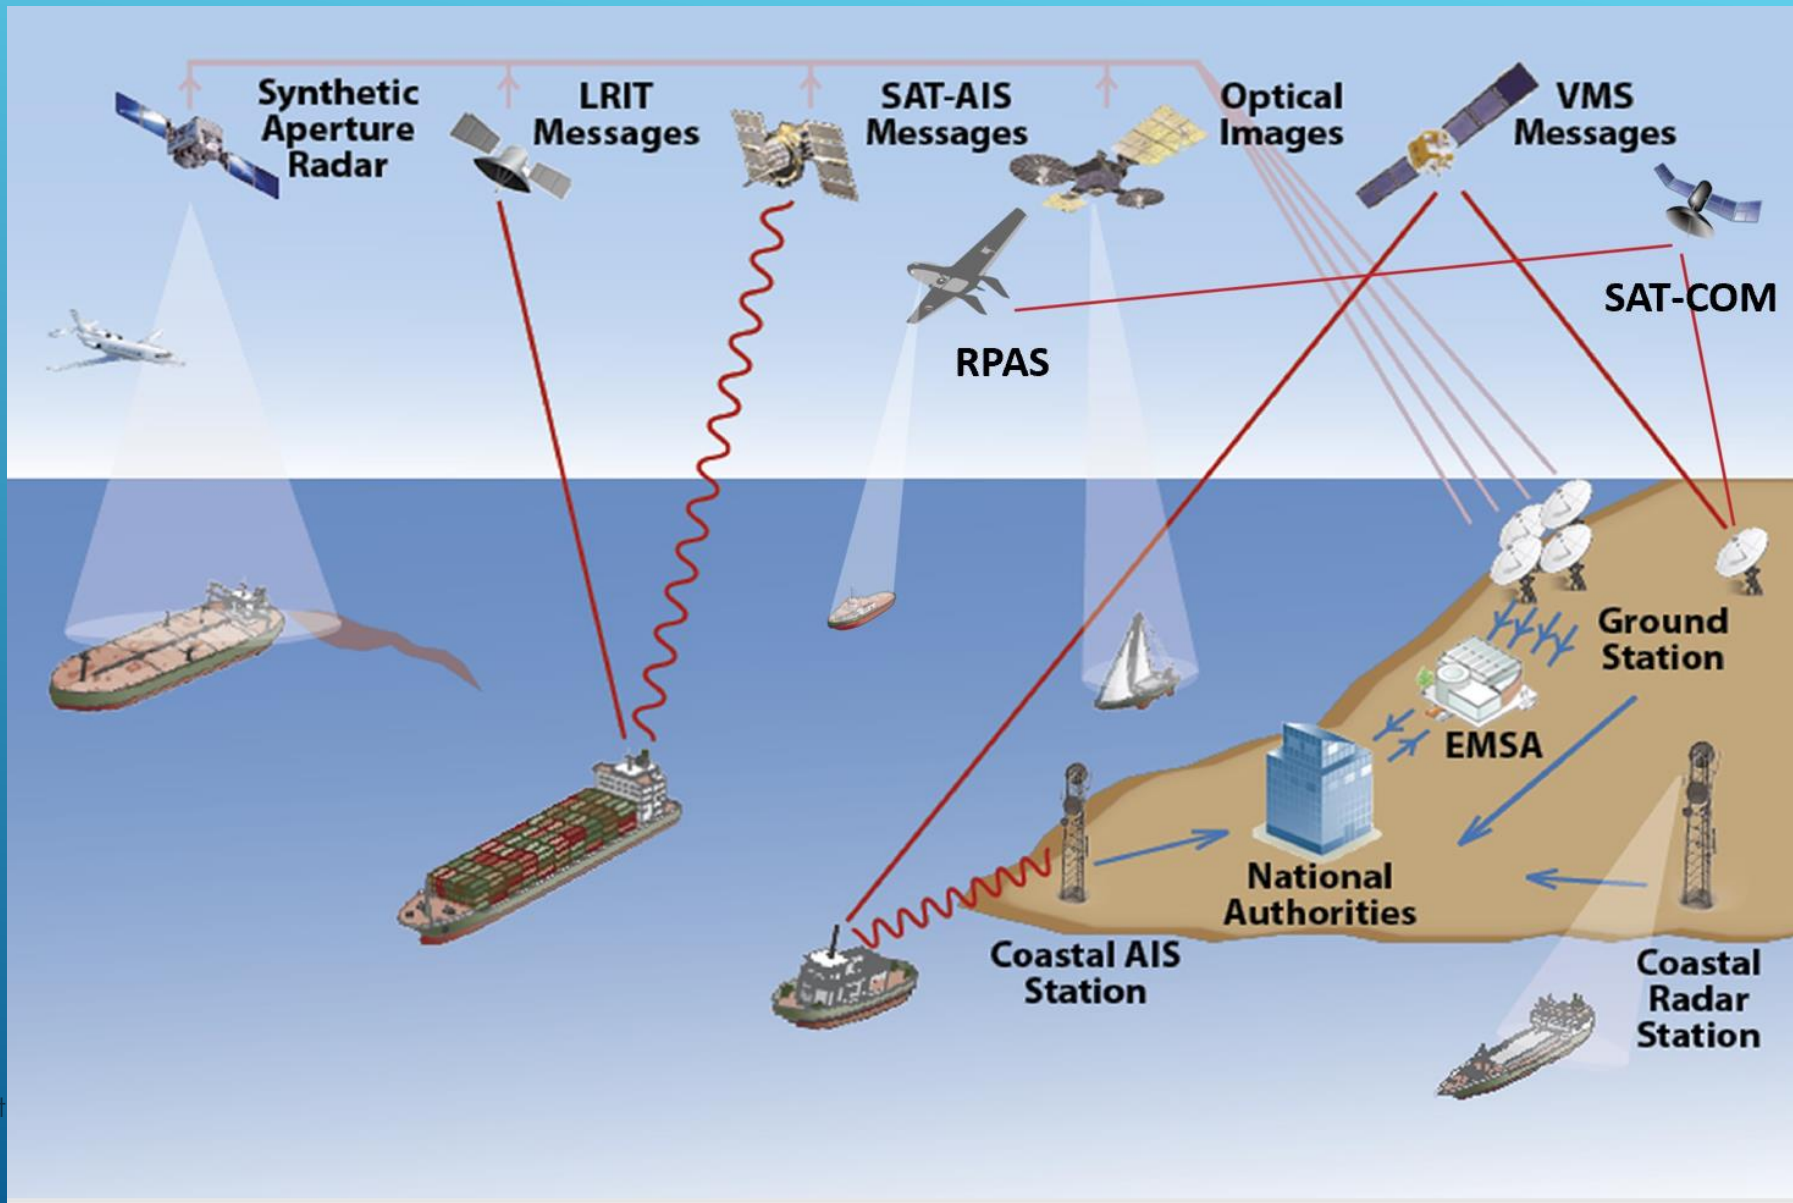 Synthetic
Aperture
Radar
LRIT
Messages
SAT-AIS
Messages
Optical
Images
VMS
Messages
SAT-COM
RPAS
Ground
Station
EMSA
National
Authorities
Coastal AIS
Station
Coastal
Radar
Station